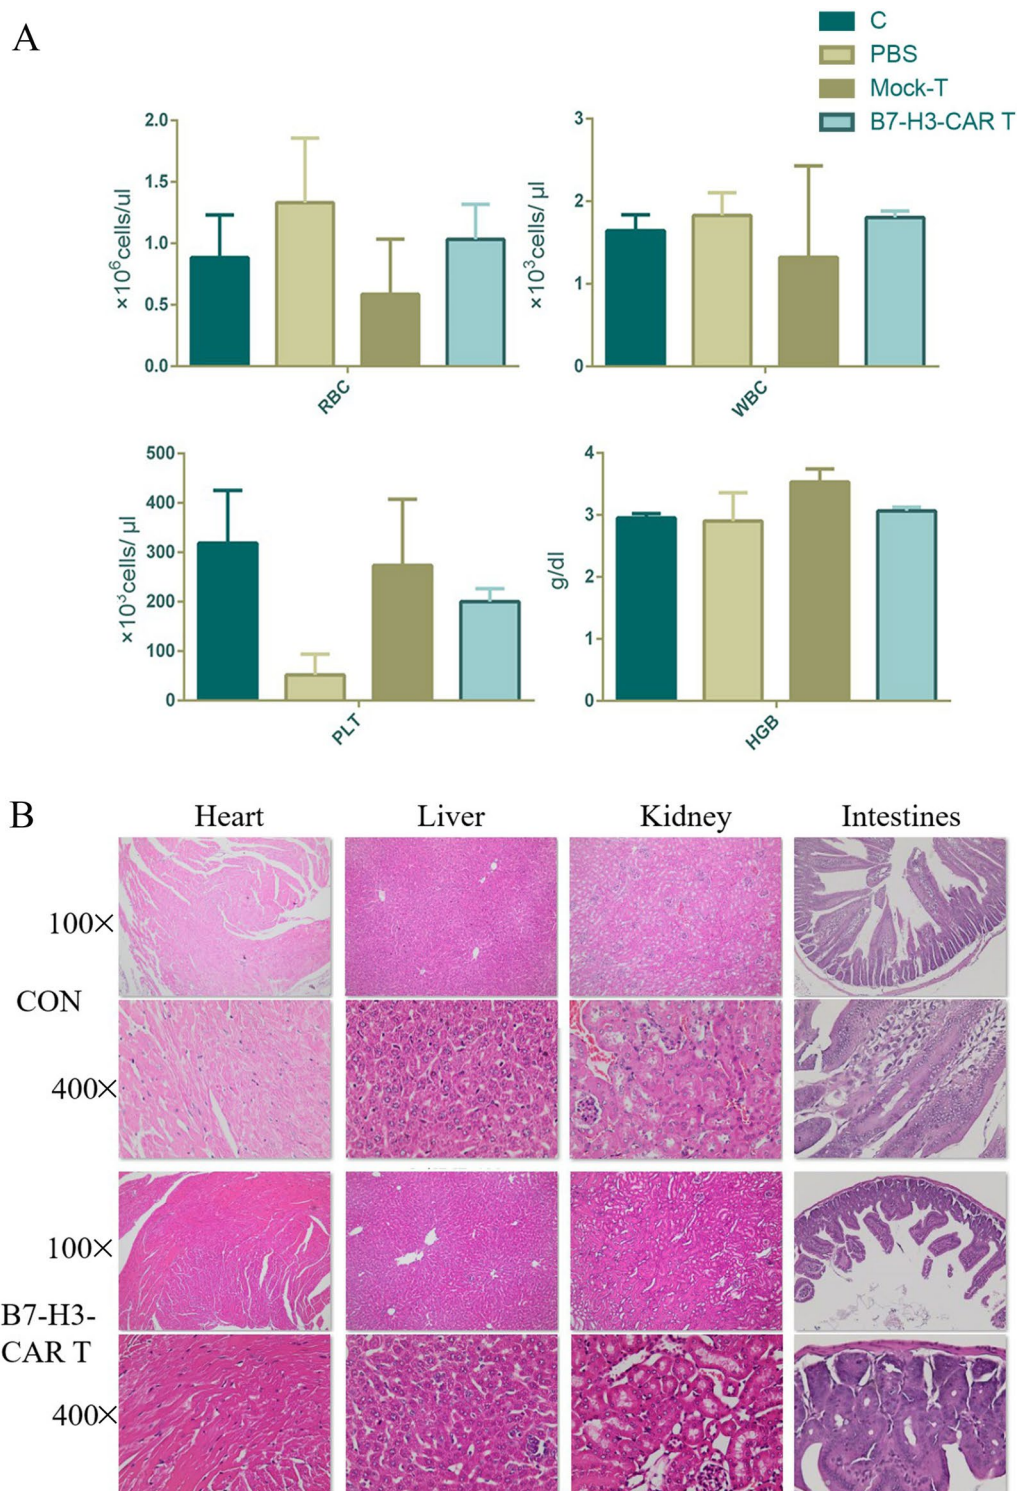 A
C
PBS
Mock-T
B7-H3-CAR T
2.0
1.5
1.0
0.5
0.0
×10⁶cells/ul
RBC
3
2
1
0
×10³cells/ µl
WBC
500
400
300
200
100
0
×10³cells/ µl
PLT
4
3
2
1
0
g/dl
HGB
B
Heart Liver Kidney Intestines
100×
CON
400×
100×
B7-H3-
CAR T
400×